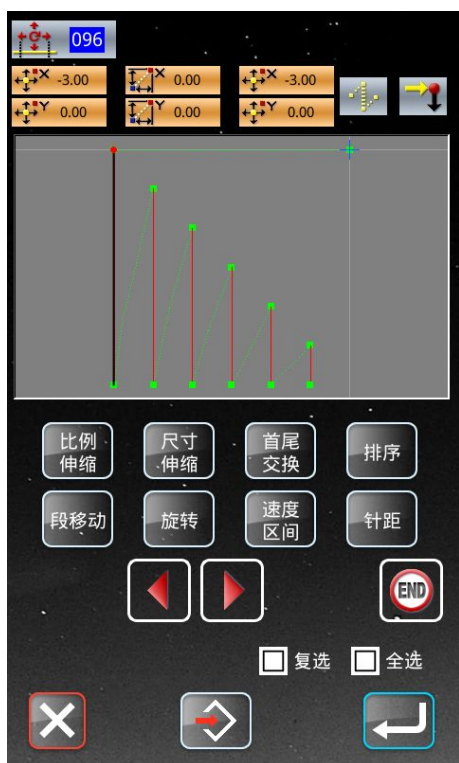 096
X -3.00 X 0.00 X -3.00
Y 0.00 Y 0.00 Y 0.00
比例伸缩 尺寸伸缩 首尾交换 排序
段移动 旋转 速度区间 针距
END
复选 全选